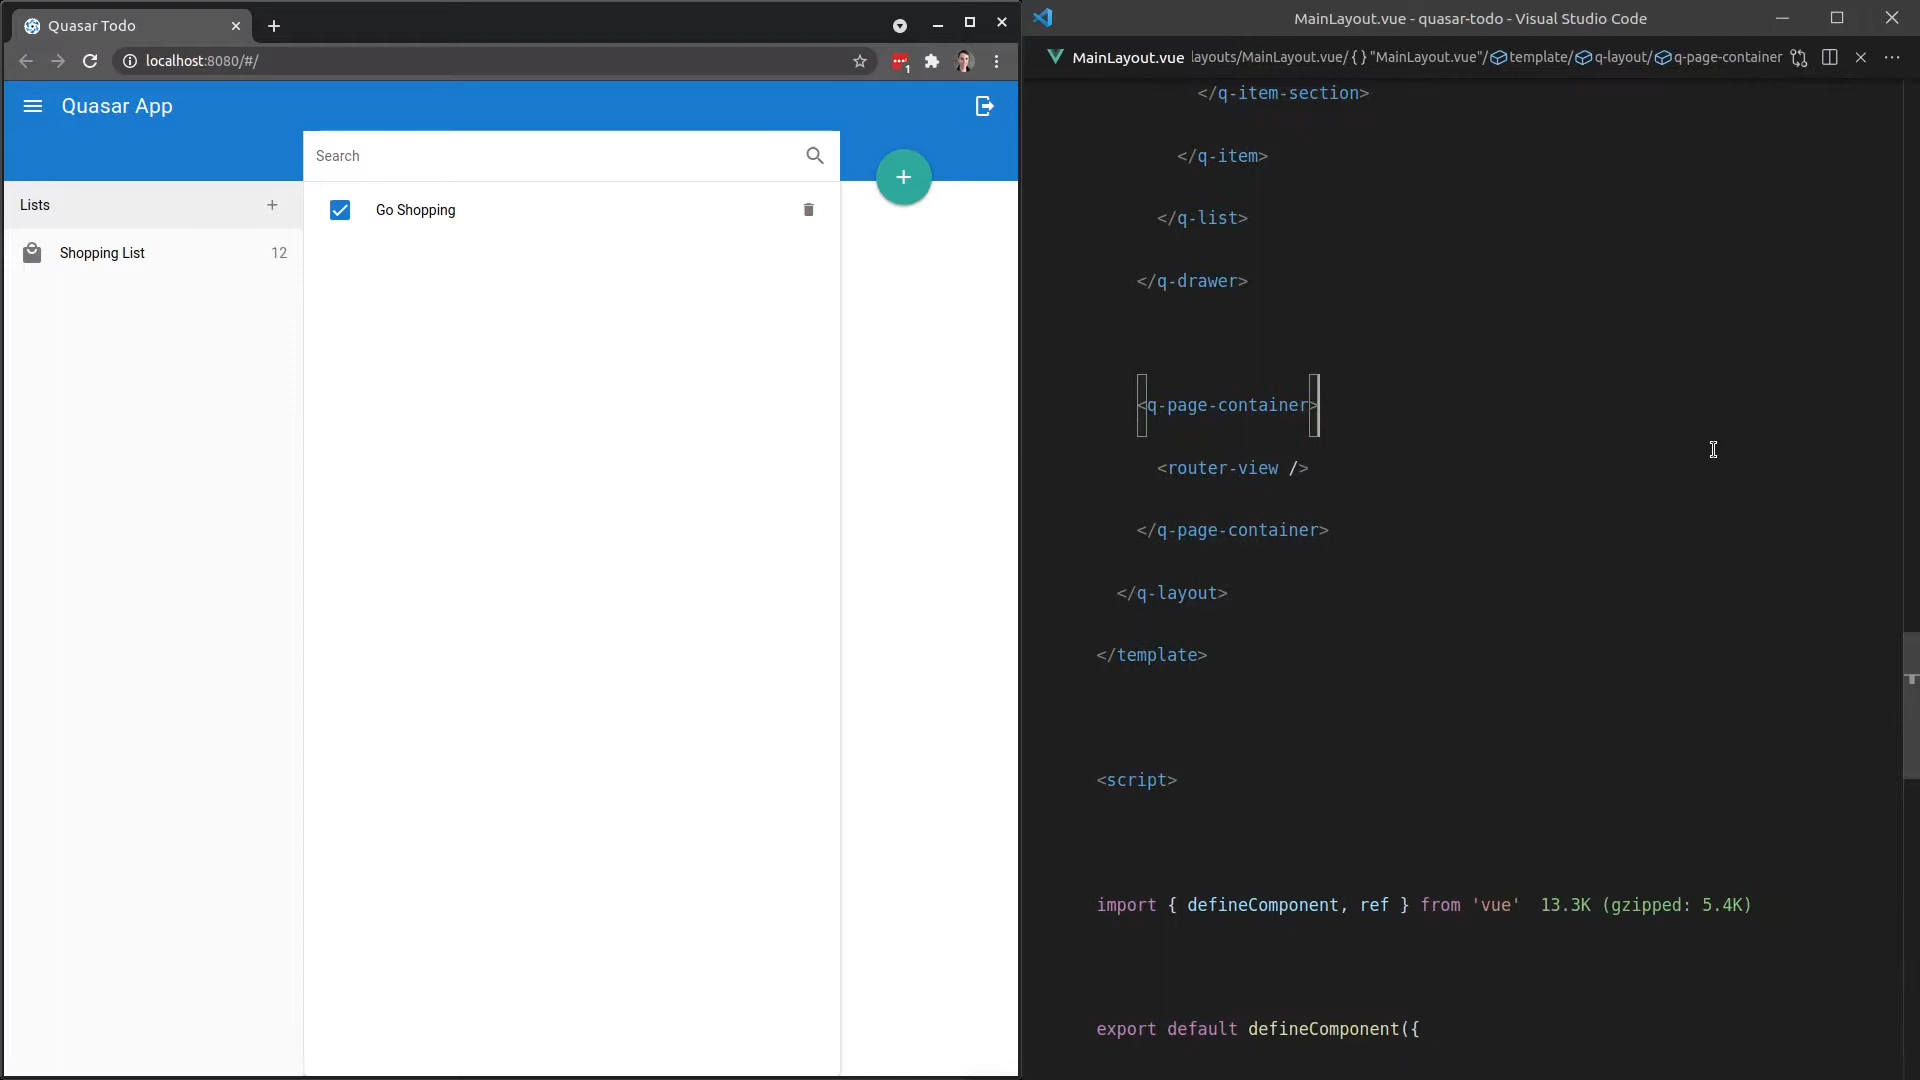 Quasar Todo
localhost:8080/#/
1
Quasar App
Search
Lists
Go Shopping
Shopping List
12
MainLayout.vue - quasar-todo - Visual Studio Code
MainLayout.vue layouts/MainLayout.vue/ {} "MainLayout.vue"/ template/ q-layout/ q-page-container
</q-item-section>
</q-item>
</q-list>
</q-drawer>
<q-page-container>
<router-view />
</q-page-container>
</q-layout>
</template>
<script>
import { defineComponent, ref } from 'vue' 13.3K (gzipped: 5.4K)
export default defineComponent({